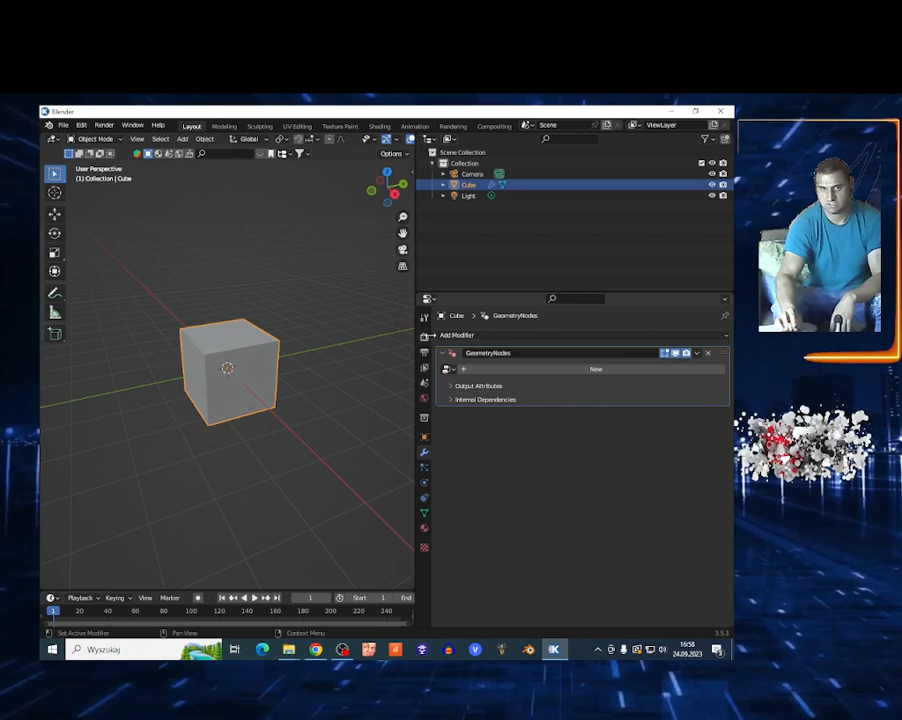 Blender
File Edit Render Window Help Layout Modeling Sculpting UV Editing Texture Paint Shading Animation Rendering Compositing Scene ViewLayer
Object Mode View Select Add Object Global
Options
User Perspective
(1) Collection | Cube
Z
Y
X
Scene Collection
Collection
Camera
Cube
Light
Cube > GeometryNodes
Add Modifier
GeometryNodes
New
Output Attributes
Internal Dependencies
Playback Keying View Marker 1 Start 1 End
1 20 40 60 80 100 120 140 160 180 200 220 240
Set Active Modifier Pan View Context Menu 3.5.1
Wyszukaj
16:58
24.09.2023